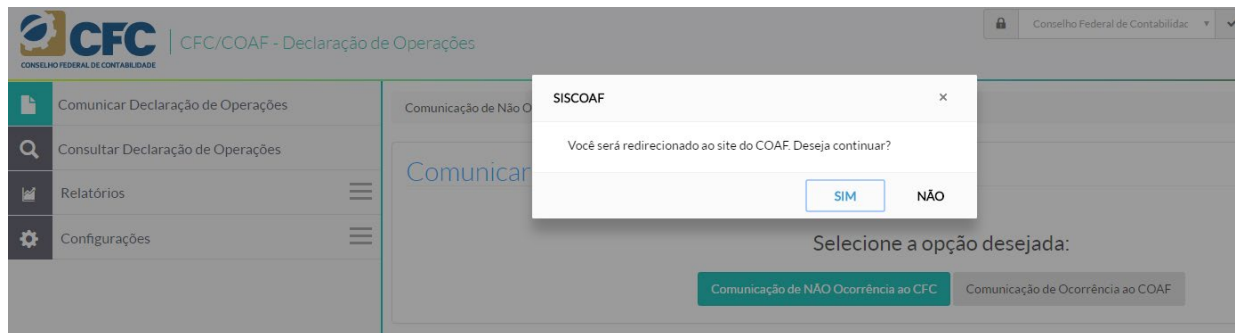 CFC
CONSELHO FEDERAL DE CONTABILIDADE
CFC/COAF - Declaração de Operações
Conselho Federal de Contabilidac
Comunicar Declaração de Operações
Consultar Declaração de Operações
Relatórios
Configurações
Comunicação de Não O
Comunicar
SISCOAF
×
Você será redirecionado ao site do COAF. Deseja continuar?
SIM
NÃO
Selecione a opção desejada:
Comunicação de NÃO Ocorrência ao CFC
Comunicação de Ocorrência ao COAF